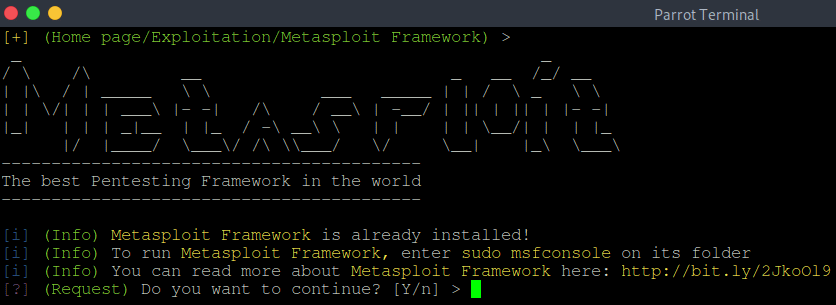 Parrot Terminal
[+] (Home page/Exploitation/Metasploit Framework) >
METASPLOIT
The best Pentesting Framework in the world
[i] (Info) Metasploit Framework is already installed!
[i] (Info) To run Metasploit Framework, enter sudo msfconsole on its folder
[i] (Info) You can read more about Metasploit Framework here: http://bit.ly/2JkoOl9
[?] (Request) Do you want to continue? [Y/n] >